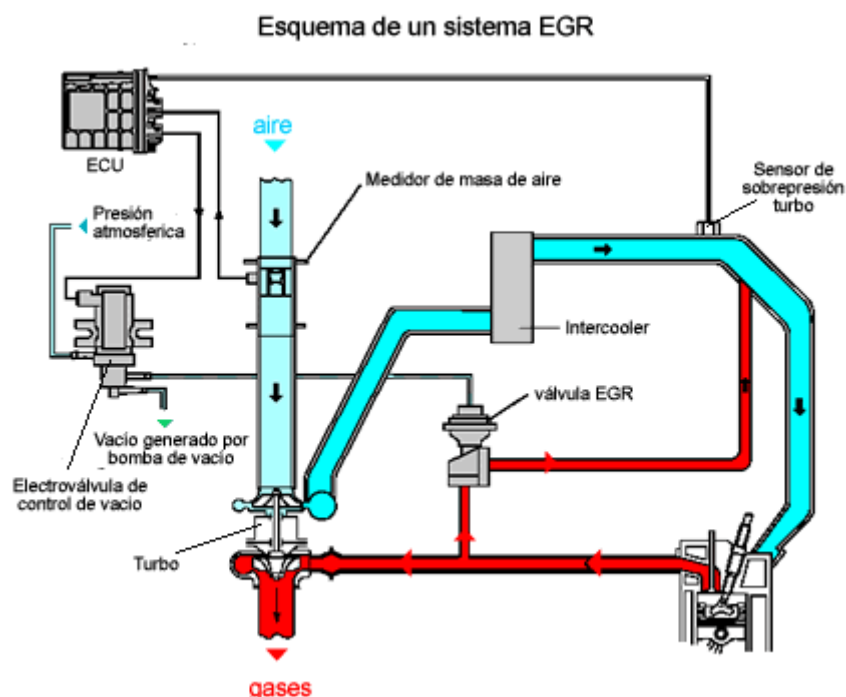 Esquema de un sistema EGR
ECU
aire
Medidor de masa de aire
Sensor de
sobrepresión
turbo
Presión
atmosferica
Intercooler
válvula EGR
Vacio generado por
bomba de vacio
Electroválvula de
control de vacio
Turbo
gases